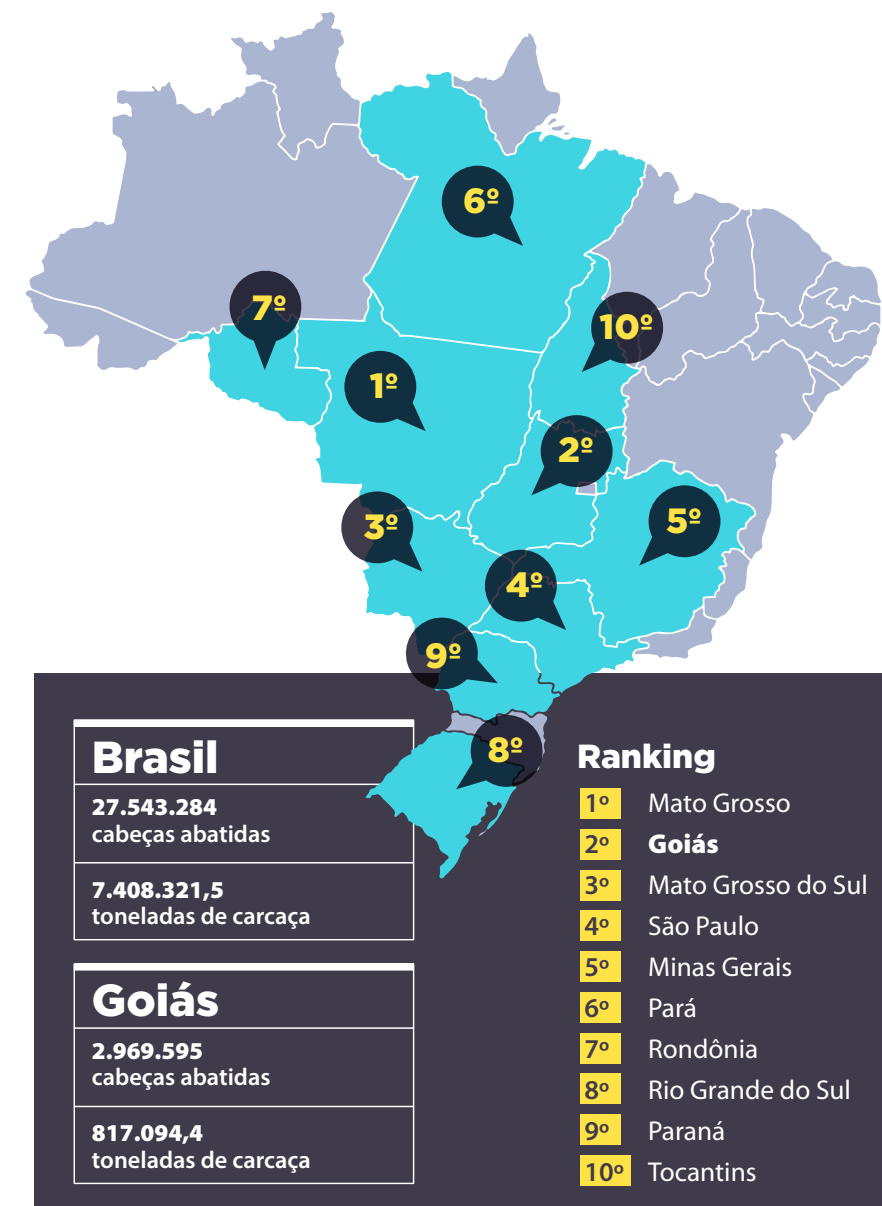 6º
7º
10º
1º
2º
5º
3º
4º
9º
8º
Brasil
27.543.284
cabeças abatidas
7.408.321,5
toneladas de carcaça
Goiás
2.969.595
cabeças abatidas
817.094,4
toneladas de carcaça
Ranking
1º Mato Grosso
2º Goiás
3º Mato Grosso do Sul
4º São Paulo
5º Minas Gerais
6º Pará
7º Rondônia
8º Rio Grande do Sul
9º Paraná
10º Tocantins